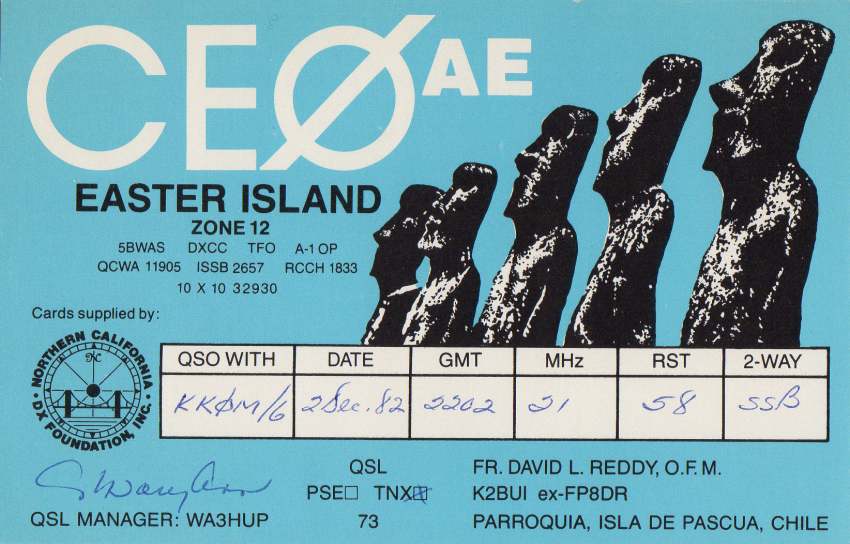 CEØAE
EASTER ISLAND
ZONE 12
5BWAS DXCC TFO A-1 OP
QCWA 11905 ISSB 2657 RCCH 1833
10 X 10 32930
Cards supplied by:
NORTHERN CALIFORNIA
DX FOUNDATION, INC.
QSO WITH DATE GMT MHz RST 2-WAY
KKØM/6 2 Dec. 82 2202 21 58 SSB
QSL
PSE☐ TNX☒
73
QSL MANAGER: WA3HUP
FR. DAVID L. REDDY, O.F.M.
K2BUI ex-FP8DR
PARROQUIA, ISLA DE PASCUA, CHILE